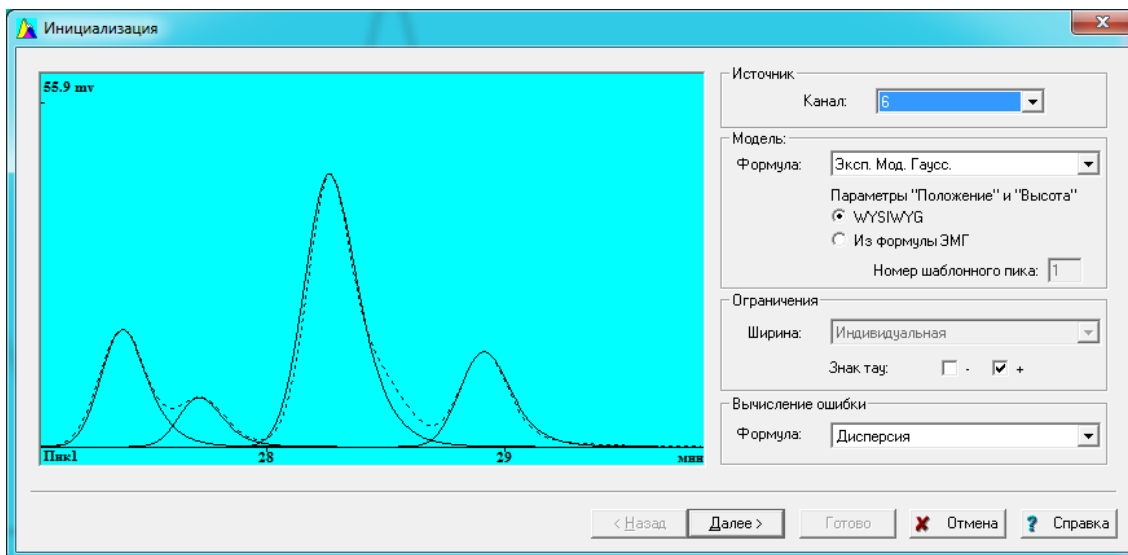 Инициализация
55.9 mv
Пик1
28
29
мин
Источник
Канал: 6
Модель:
Формула: Эксп. Мод. Гаусс.
Параметры "Положение" и "Высота"
WYSIWYG
Из формулы ЭМГ
Номер шаблонного пика: 1
Ограничения
Ширина: Индивидуальная
Знак тау: - +
Вычисление ошибки
Формула: Дисперсия
< Назад Далее > Готово Отмена ? Справка